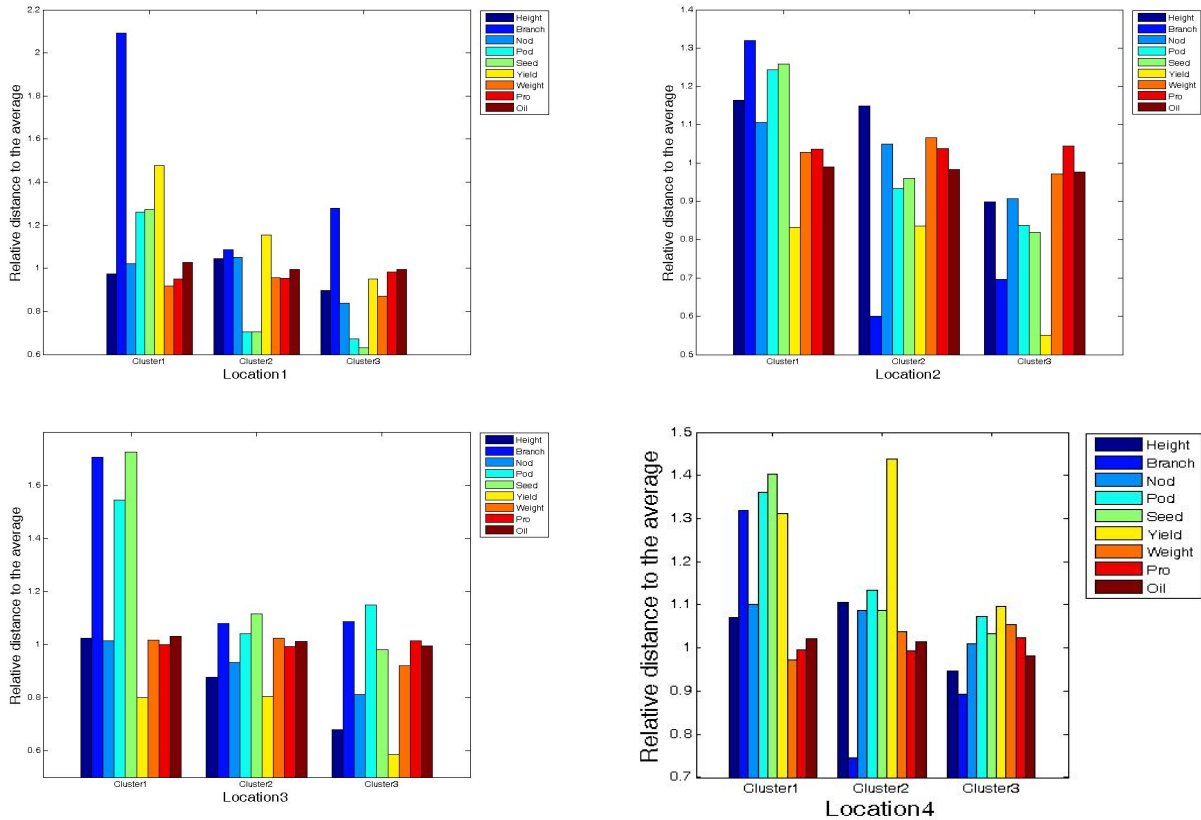 2.2
2
1.8
1.6
1.4
1.2
1
0.8
0.6
Relative distance to the average
Cluster1 Cluster2 Cluster3
Location1
Height
Branch
Nod
Pod
Seed
Yield
Weight
Pro
Oil
1.4
1.3
1.2
1.1
1
0.9
0.8
0.7
0.6
0.5
Relative distance to the average
Cluster1 Cluster2 Cluster3
Location2
Height
Branch
Nod
Pod
Seed
Yield
Weight
Pro
Oil
1.6
1.4
1.2
1
0.8
0.6
Relative distance to the average
Cluster1 Cluster2 Cluster3
Location3
Height
Branch
Nod
Pod
Seed
Yield
Weight
Pro
Oil
1.5
1.4
1.3
1.2
1.1
1
0.9
0.8
0.7
Relative distance to the average
Cluster1 Cluster2 Cluster3
Location4
Height
Branch
Nod
Pod
Seed
Yield
Weight
Pro
Oil